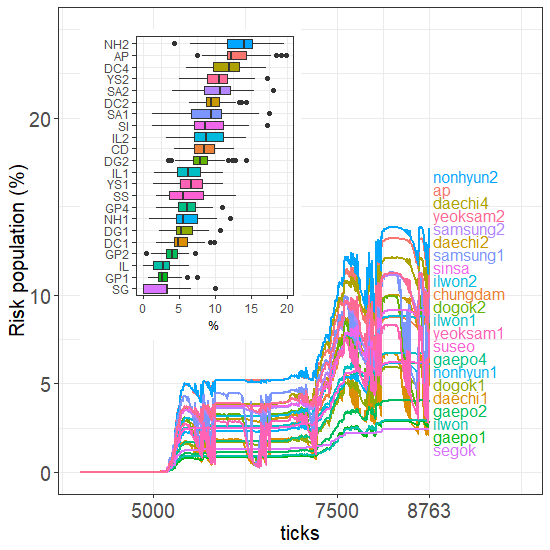 NH2
AP
DC4
YS2
SA2
DC2
SA1
SI
IL2
CD
DG2
IL1
YS1
SS
GP4
NH1
DG1
DC1
GP2
IL
GP1
SG
0 5 10 15 20
%
Risk population (%)
20
10
5
0
nonhyun2
ap
daechi4
yeoksam2
samsung2
daechi2
samsung1
sinsa
ilwon2
chungdam
dogok2
ilwon1
yeoksam1
suseo
gaepo4
nonhyun1
dogok1
daechi1
gaepo2
ilwon
gaepo1
segok
5000 7500 8763
ticks